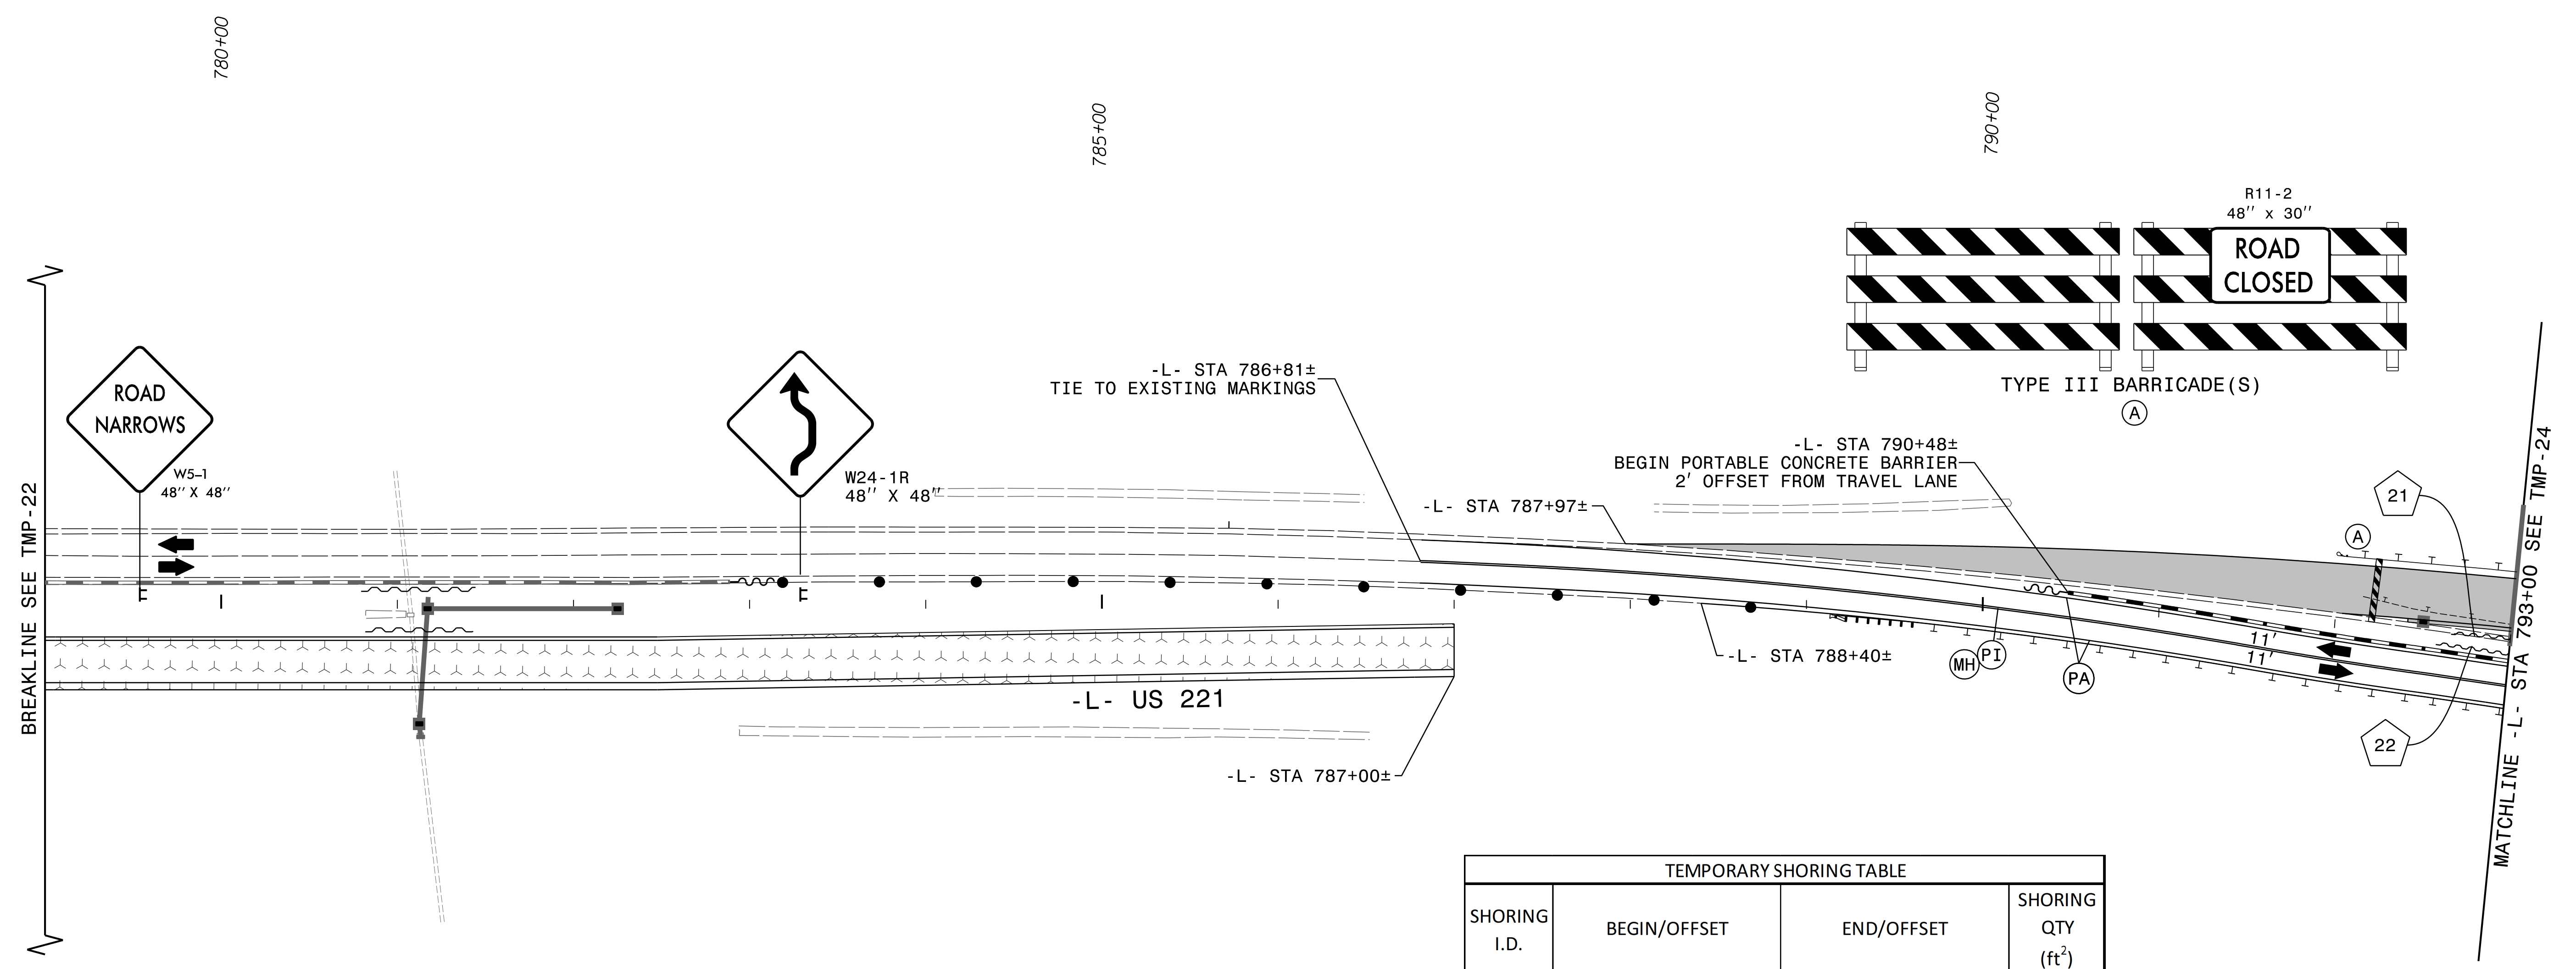 780+00
785+00
790+00
R11-2
48'' x 30''
ROAD
CLOSED
TYPE III BARRICADE(S)
A
ROAD
NARROWS
W5-1
48'' X 48''
W24-1R
48'' X 48''
-L- STA 786+81±
TIE TO EXISTING MARKINGS
-L- STA 790+48±
BEGIN PORTABLE CONCRETE BARRIER
2' OFFSET FROM TRAVEL LANE
-L- STA 787+97±
21
A
BREAKLINE SEE TMP-22
MATCHLINE -L- STA 793+00 SEE TMP-24
11'
11'
-L- STA 788+40±
MH
PI
PA
-L- US 221
22
-L- STA 787+00±
TEMPORARY SHORING TABLE
SHORING
I.D.
BEGIN/OFFSET
END/OFFSET
SHORING
QTY
(ft²)